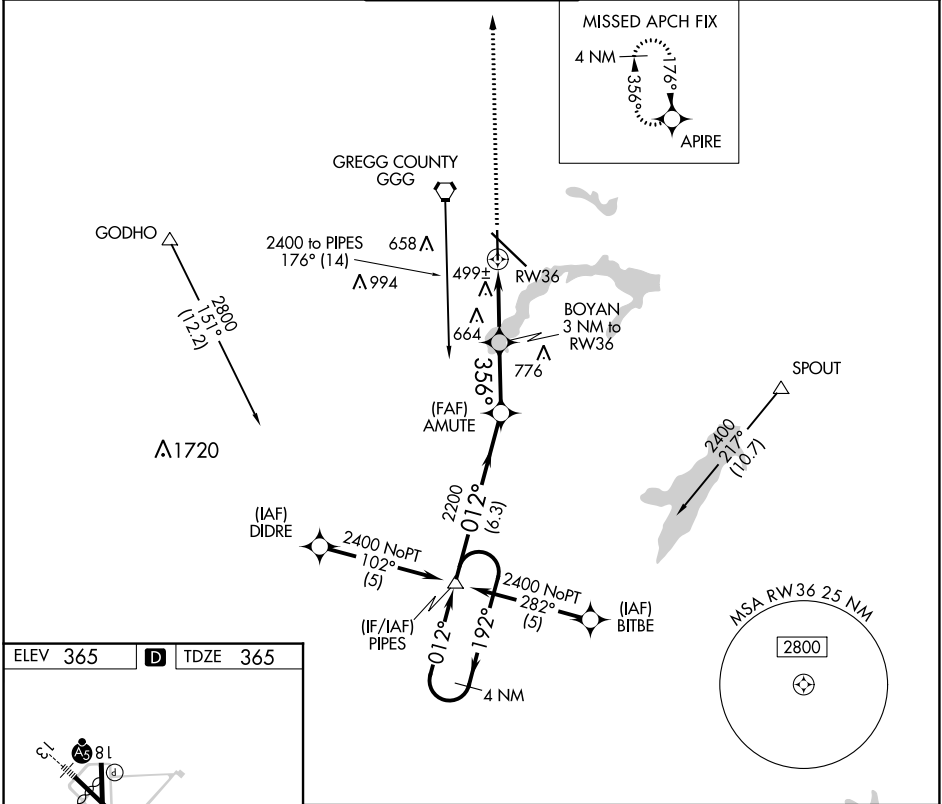 MISSED APCH FIX
4 NM
176°
356°
APIRE
GREGG COUNTY
GGG
GODHO
2400 to PIPES
176° (14)
658
994
499±
RW36
2800
151°
(12.2)
664
BOYAN
3 NM to
RW36
776
356°
SPOUT
(FAF)
AMUTE
2400
217°
(10.7)
1720
2200
012°
(6.3)
(IAF)
DIDRE
2400 NoPT
102°
(5)
2400 NoPT
282°
(5)
(IAF)
BITBE
(IF/IAF)
PIPES
012°
192°
4 NM
MSA RW36 25 NM
2800
ELEV 365 D TDZE 365
13
A5
18
P